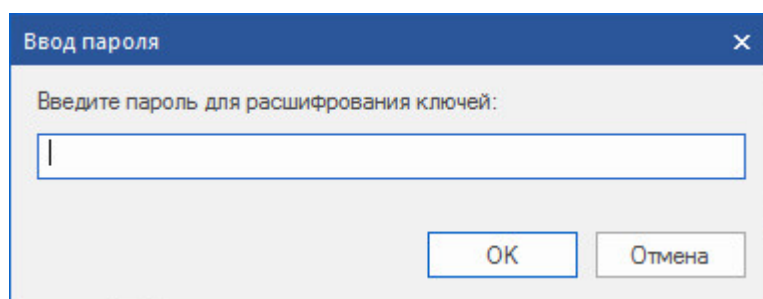 Ввод пароля
Введите пароль для расшифрования ключей:
OK
Отмена